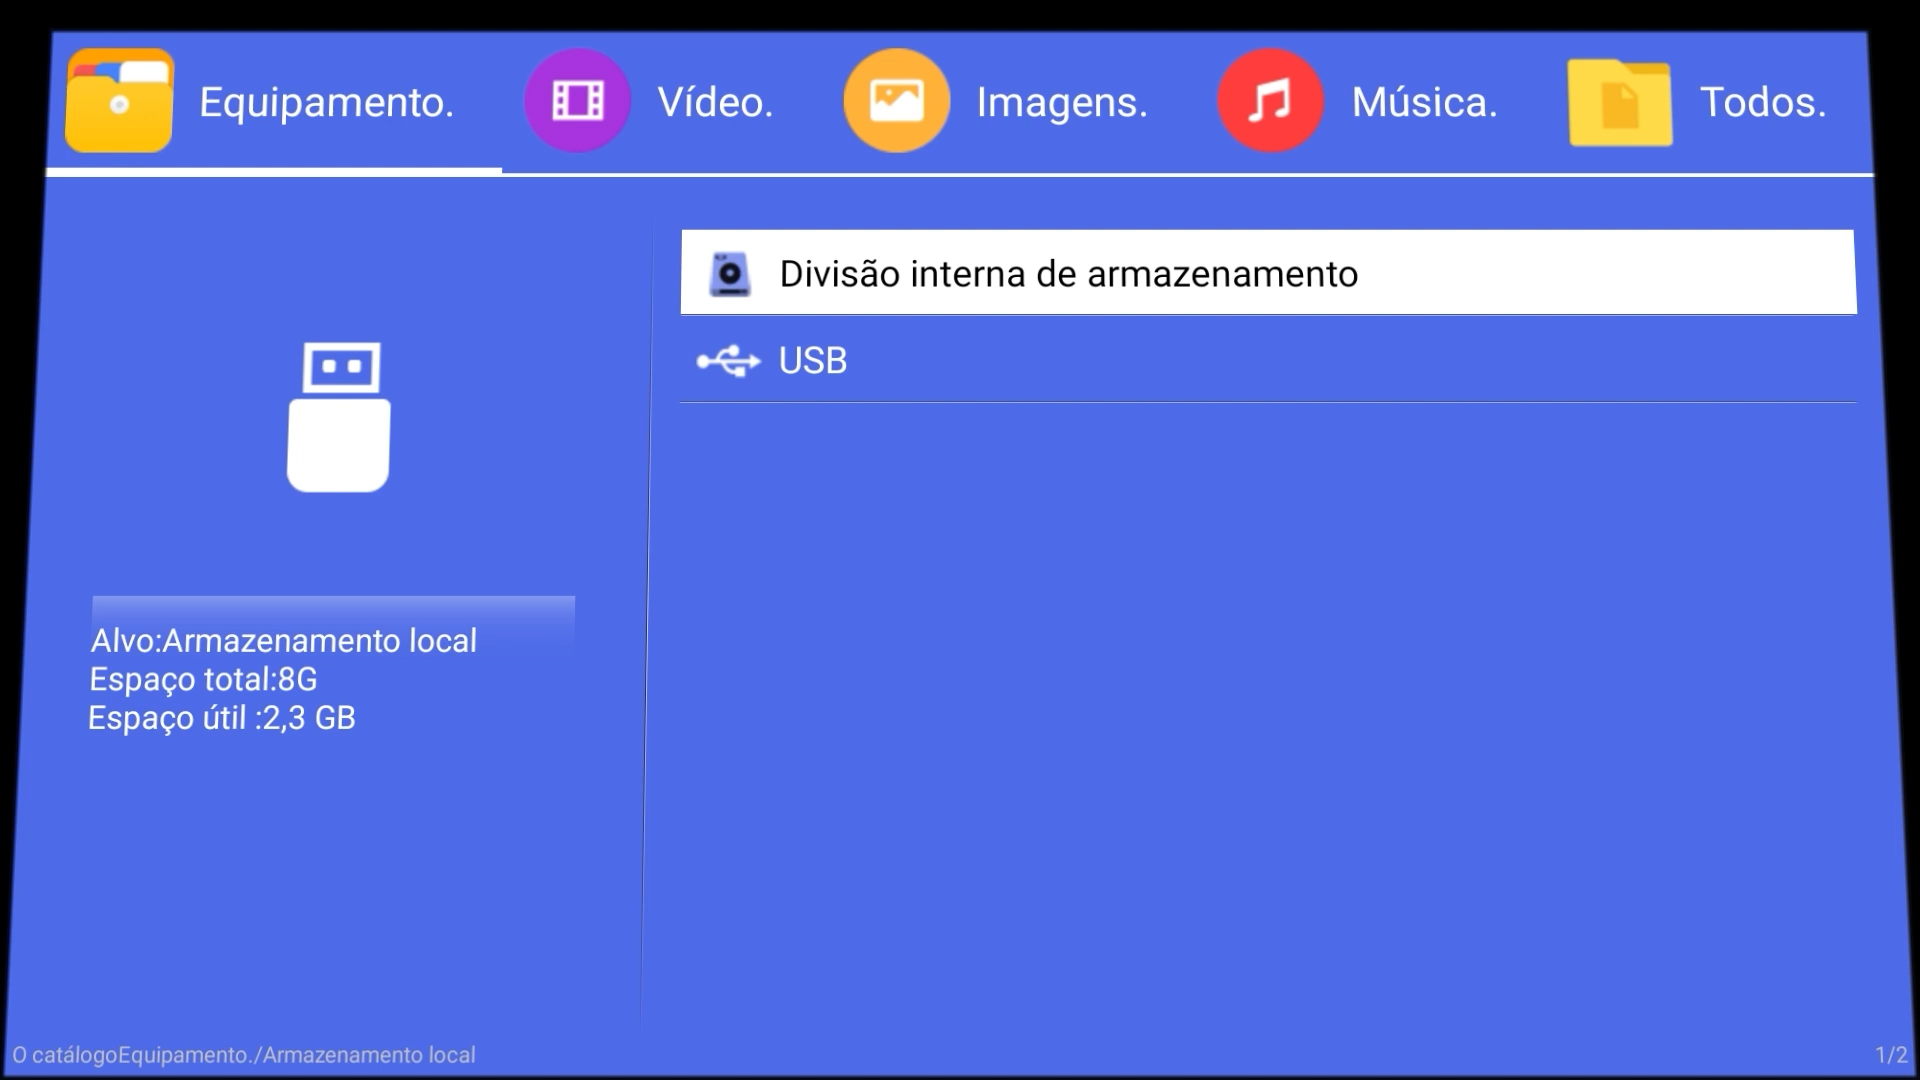 Equipamento. Vídeo. Imagens. Música. Todos.
Divisão interna de armazenamento
USB
Alvo:Armazenamento local
Espaço total:8G
Espaço útil :2,3 GB
O catálogoEquipamento./Armazenamento local 1/2